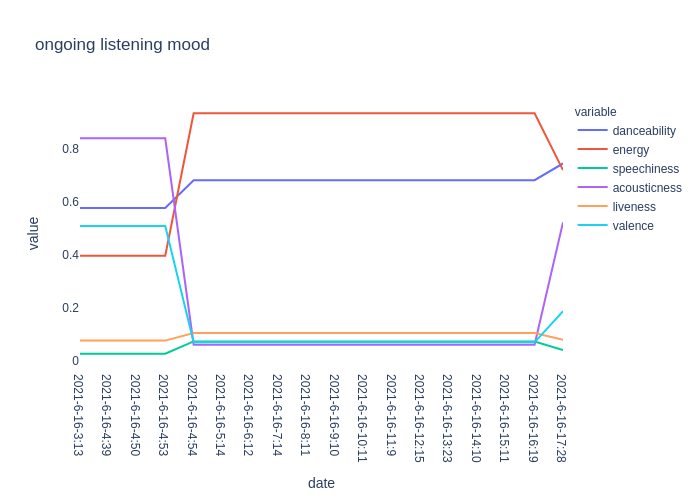 ongoing listening mood
variable
danceability
energy
speechiness
acousticness
liveness
valence
value
0.8
0.6
0.4
0.2
0
2021-6-16-3:13
2021-6-16-4:39
2021-6-16-4:50
2021-6-16-4:53
2021-6-16-4:54
2021-6-16-5:14
2021-6-16-6:12
2021-6-16-7:14
2021-6-16-8:11
2021-6-16-9:10
2021-6-16-10:11
2021-6-16-11:9
2021-6-16-12:15
2021-6-16-13:23
2021-6-16-14:10
2021-6-16-15:11
2021-6-16-16:19
2021-6-16-17:28
date